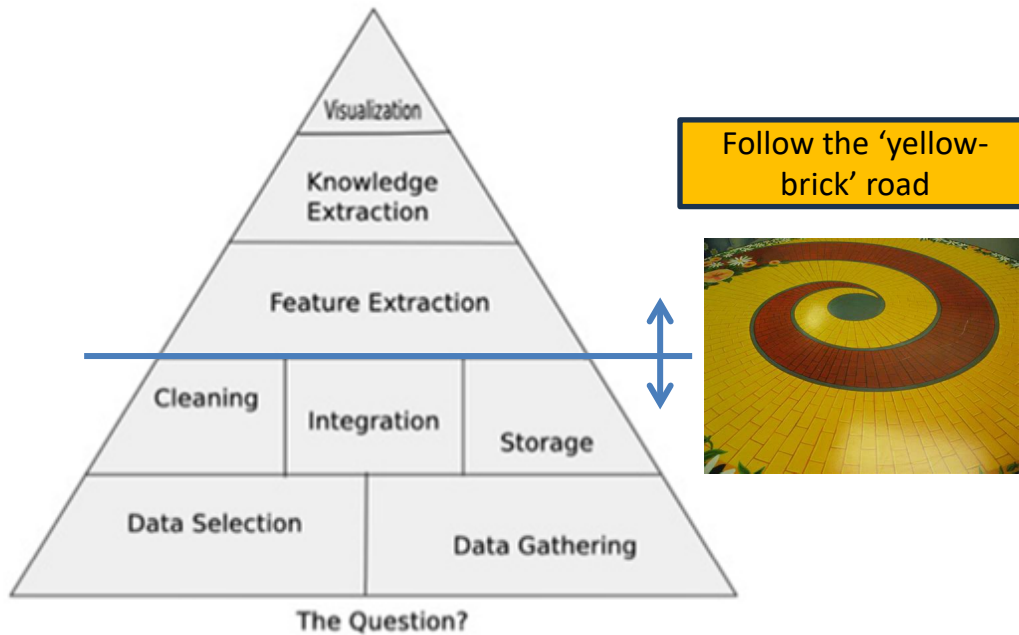 Visualization
Follow the ‘yellow-
brick’ road
Knowledge
Extraction
Feature Extraction
Cleaning
Integration
Storage
Data Selection
Data Gathering
The Question?